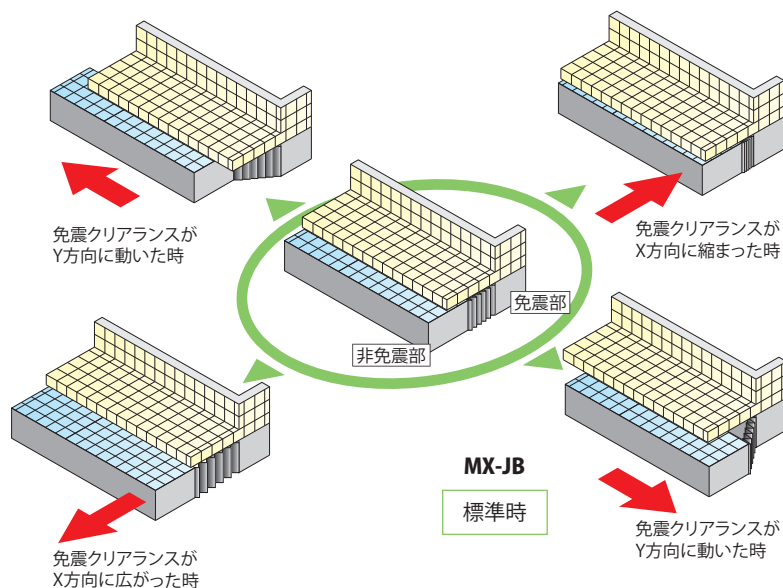 免震クリアランスが
Y方向に動いた時
免震クリアランスが
X方向に縮まった時
免震部
非免震部
MX-JB
標準時
免震クリアランスが
X方向に広がった時
免震クリアランスが
Y方向に動いた時